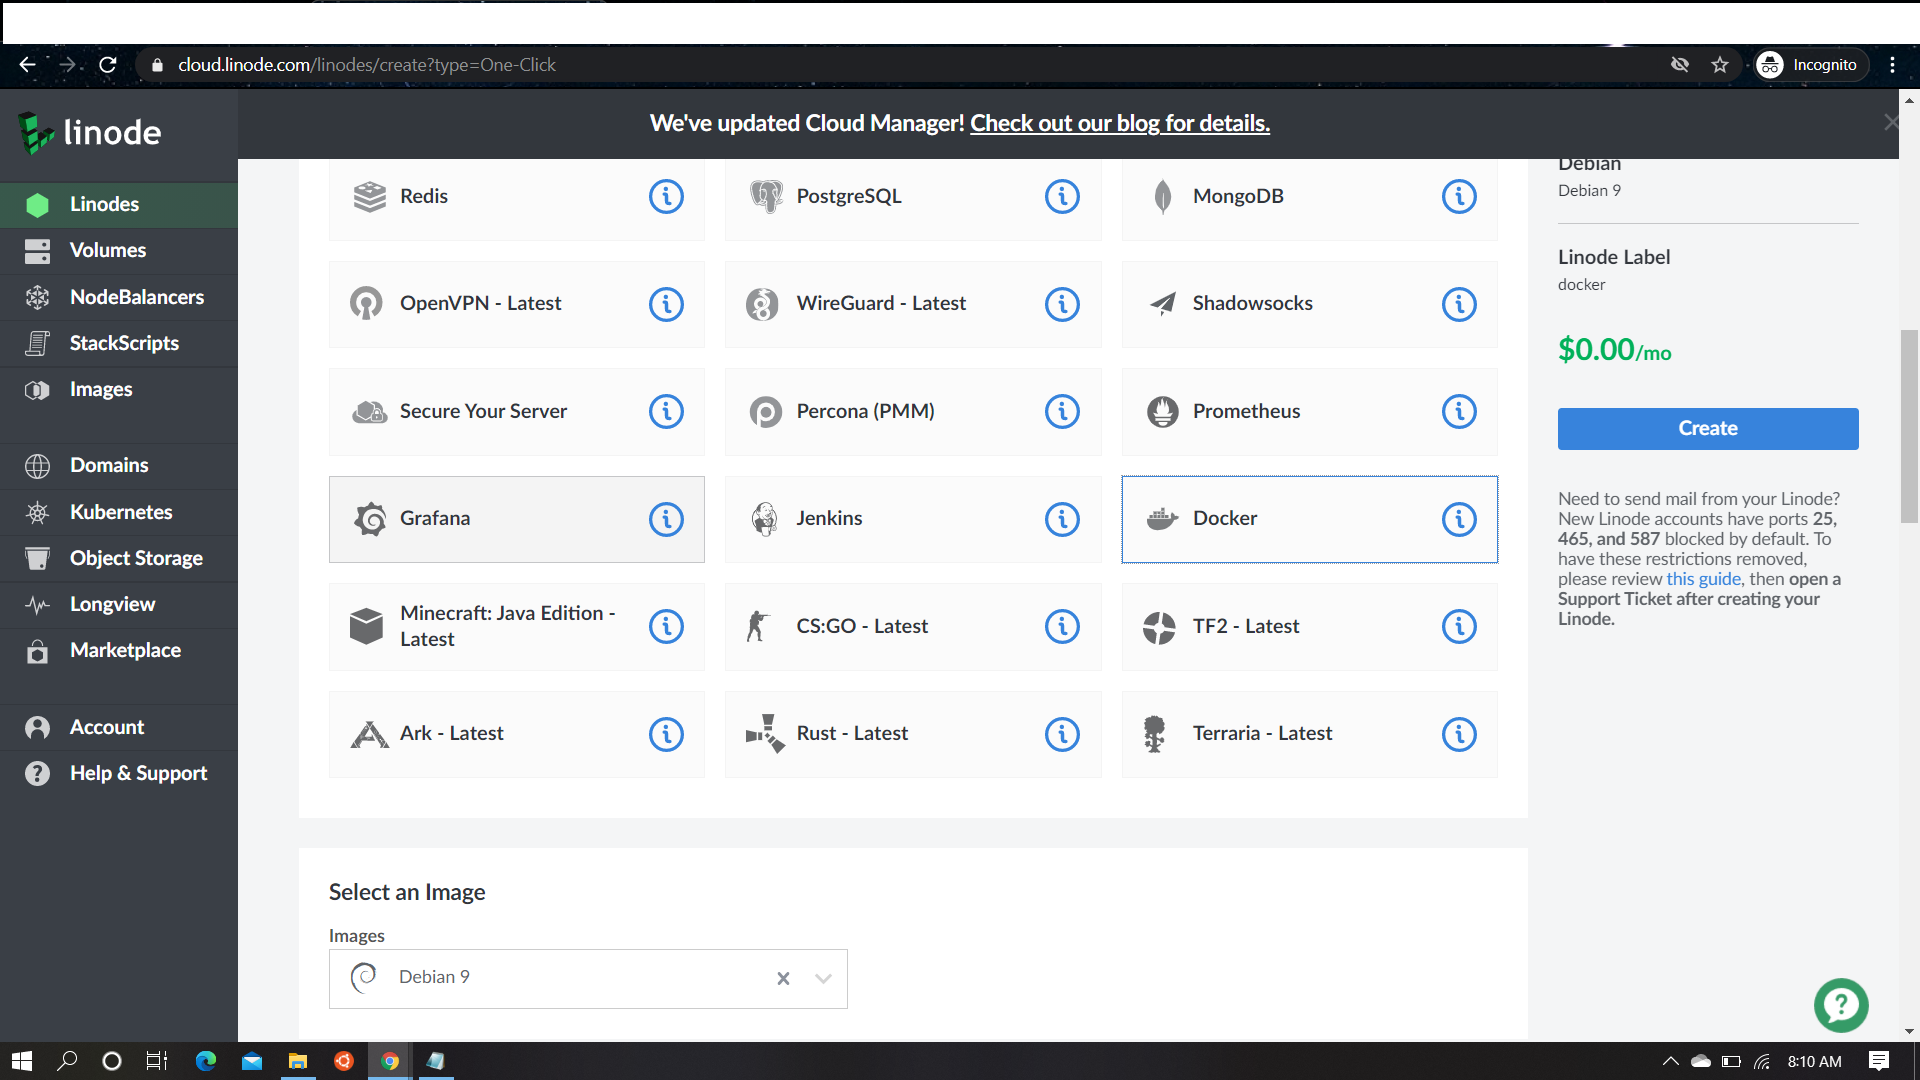 cloud.linode.com/linodes/create?type=One-Click
Incognito
linode
We've updated Cloud Manager! Check out our blog for details.
Linodes
Volumes
NodeBalancers
StackScripts
Images
Domains
Kubernetes
Object Storage
Longview
Marketplace
Account
Help & Support
Redis
PostgreSQL
MongoDB
OpenVPN - Latest
WireGuard - Latest
Shadowsocks
Secure Your Server
Percona (PMM)
Prometheus
Grafana
Jenkins
Docker
Minecraft: Java Edition -
Latest
CS:GO - Latest
TF2 - Latest
Ark - Latest
Rust - Latest
Terraria - Latest
Select an Image
Images
Debian 9
Debian
Debian 9
Linode Label
docker
$0.00/mo
Create
Need to send mail from your Linode?
New Linode accounts have ports 25,
465, and 587 blocked by default. To
have these restrictions removed,
please review this guide, then open a
Support Ticket after creating your
Linode.
8:10 AM